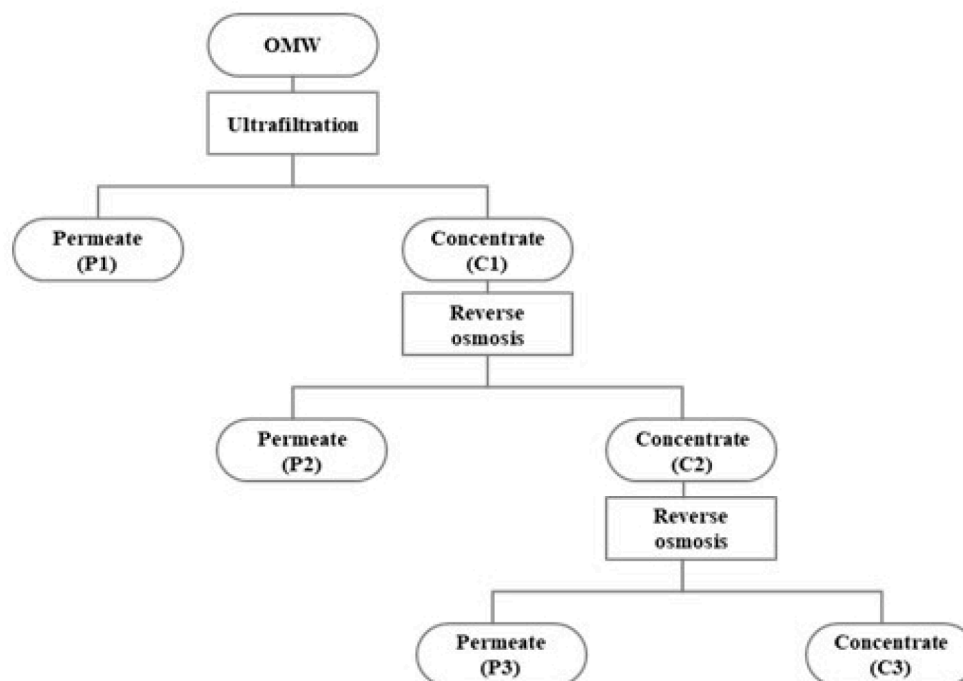 OMW
Ultrafiltration
Permeate
(P1)
Concentrate
(C1)
Reverse
osmosis
Permeate
(P2)
Concentrate
(C2)
Reverse
osmosis
Permeate
(P3)
Concentrate
(C3)